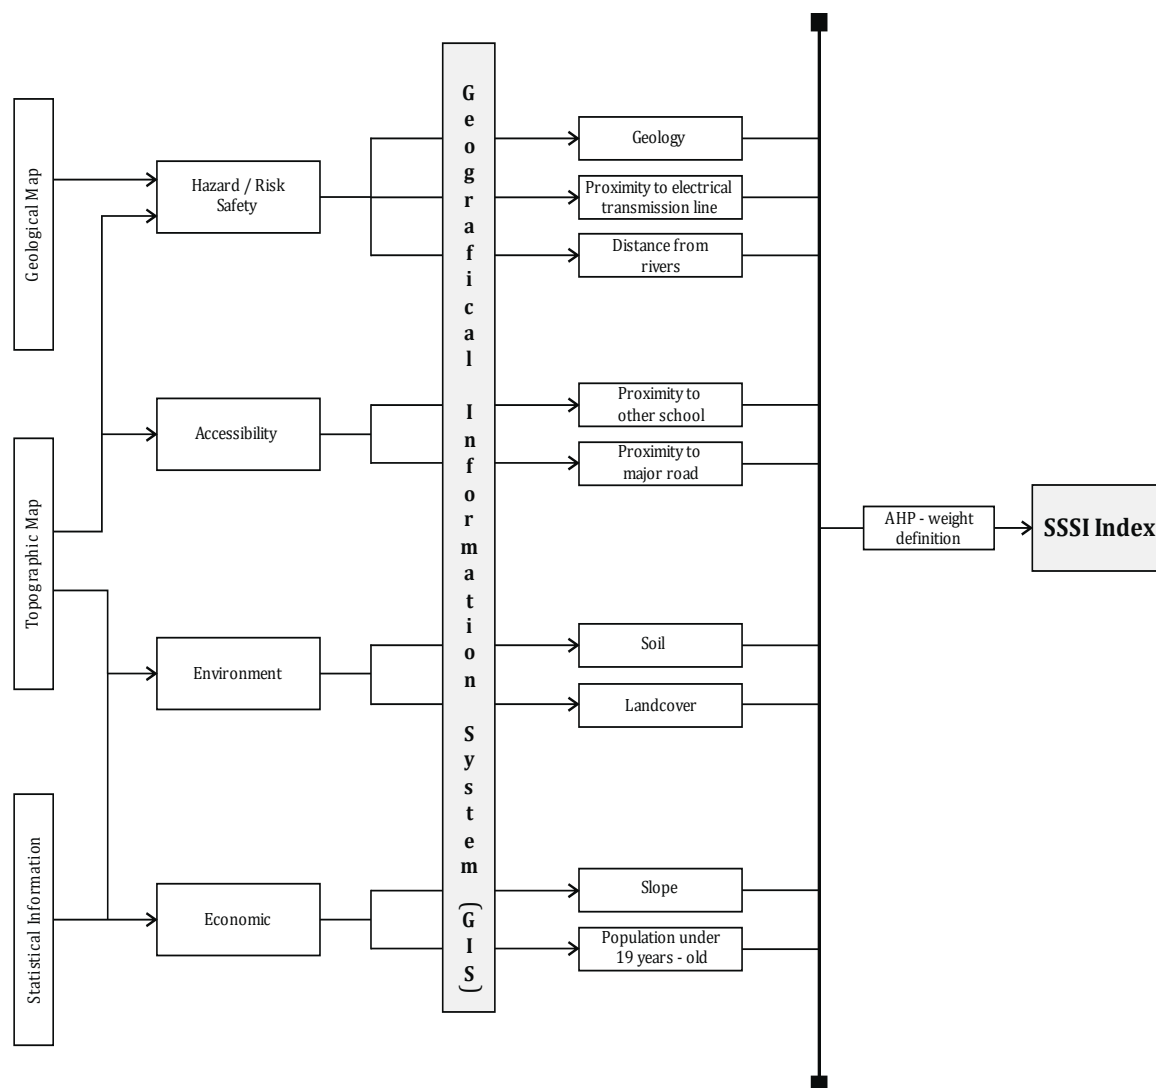 Geological Map
Topographic Map
Statistical Information
Hazard / Risk
Safety
Accessibility
Environment
Economic
Geografical Information System (GIS)
Geology
Proximity to electrical
transmission line
Distance from
rivers
Proximity to
other school
Proximity to
major road
Soil
Landcover
Slope
Population under
19 years - old
AHP - weight
definition
SSSI Index